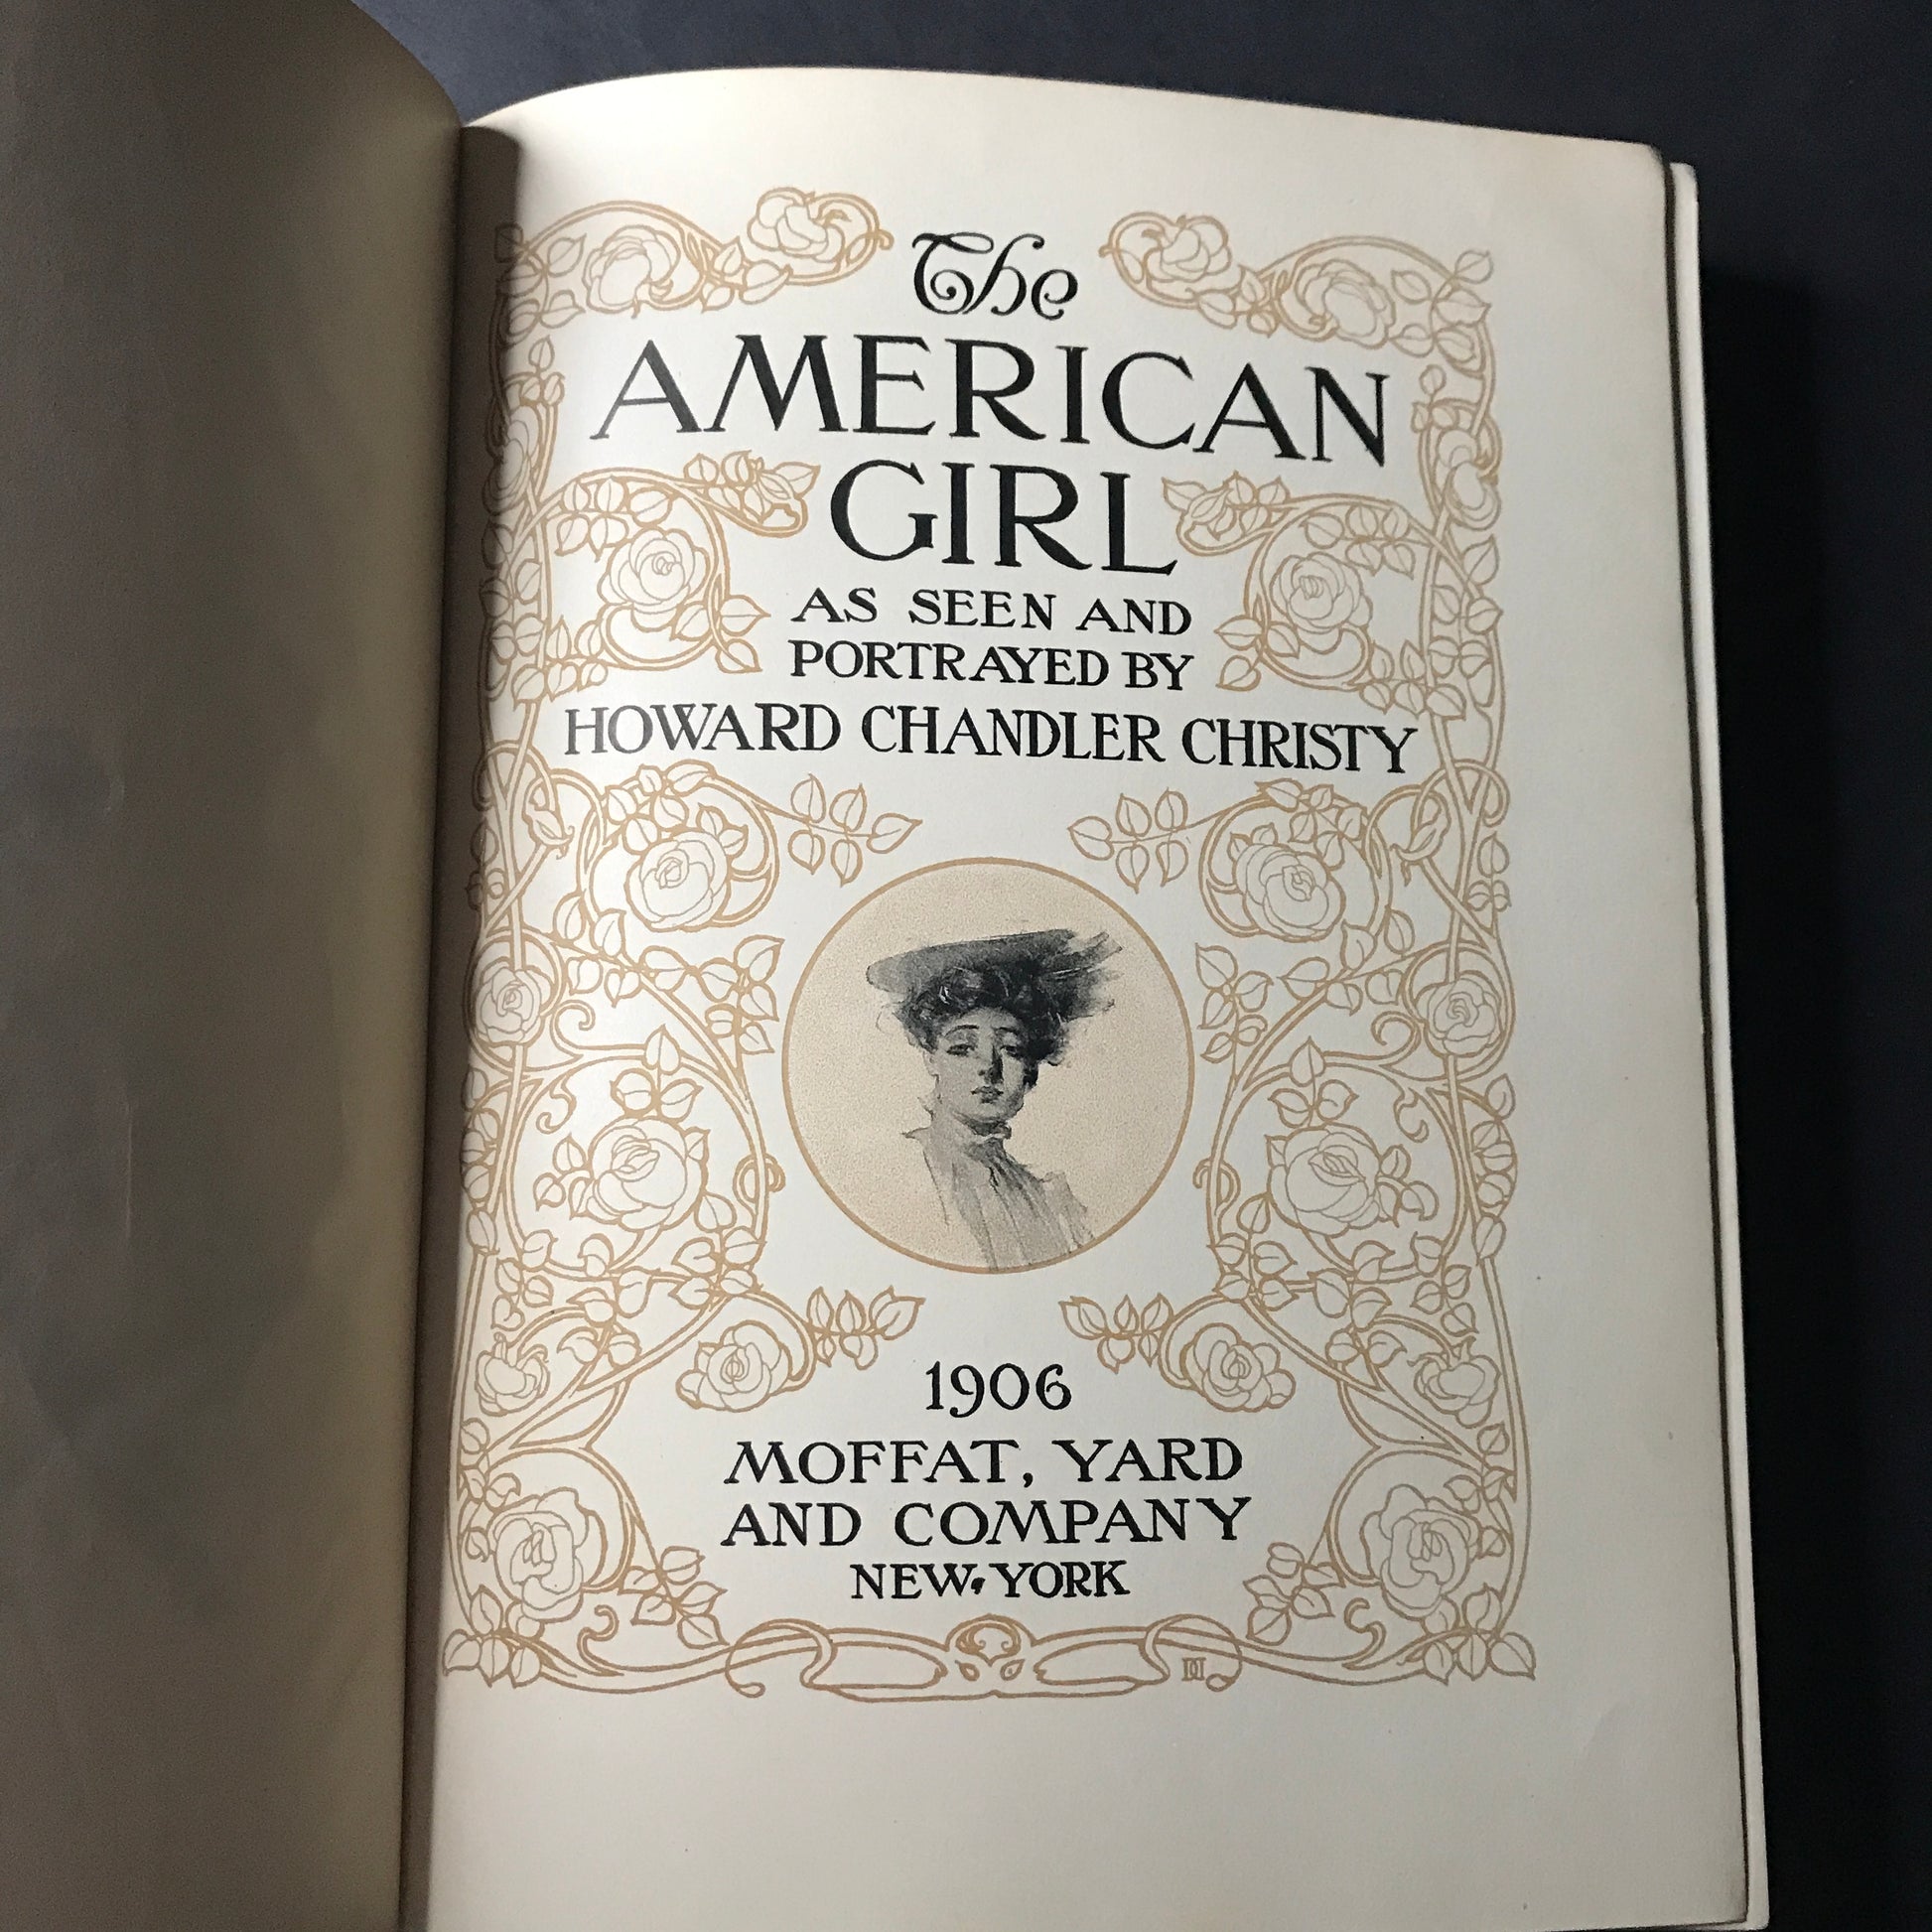 The
AMERICAN
GIRL
AS SEEN AND
PORTRAYED BY
HOWARD CHANDLER CHRISTY
1906
MOFFAT, YARD
AND COMPANY
NEW·YORK